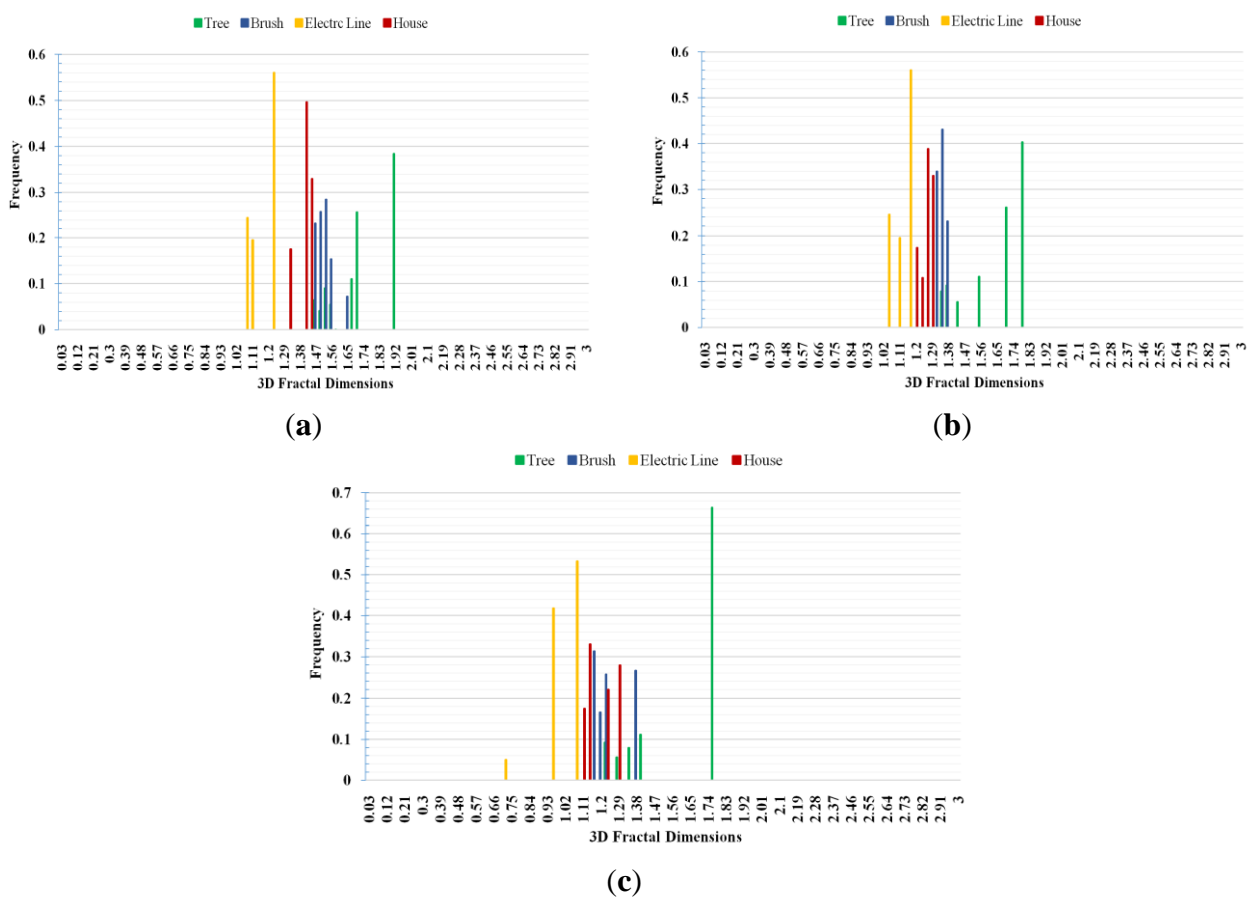 Tree Brush Electrc Line House
0.6
0.5
0.4
0.3
0.2
0.1
0
Frequency
0.03 0.12 0.21 0.3 0.39 0.48 0.57 0.66 0.75 0.84 0.93 1.02 1.11 1.2 1.29 1.38 1.47 1.56 1.65 1.74 1.83 1.92 2.01 2.1 2.19 2.28 2.37 2.46 2.55 2.64 2.73 2.82 2.91 3
3D Fractal Dimensions
(a)
Tree Brush Electric Line House
0.6
0.5
0.4
0.3
0.2
0.1
0
Frequency
0.03 0.12 0.21 0.3 0.39 0.48 0.57 0.66 0.75 0.84 0.93 1.02 1.11 1.2 1.29 1.38 1.47 1.56 1.65 1.74 1.83 1.92 2.01 2.1 2.19 2.28 2.37 2.46 2.55 2.64 2.73 2.82 2.91 3
3D Fractal Dimensions
(b)
Tree Brush Electric Line House
0.7
0.6
0.5
0.4
0.3
0.2
0.1
0
Frequency
0.03 0.12 0.21 0.3 0.39 0.48 0.57 0.66 0.75 0.84 0.93 1.02 1.11 1.2 1.29 1.38 1.47 1.56 1.65 1.74 1.83 1.92 2.01 2.1 2.19 2.28 2.37 2.46 2.55 2.64 2.73 2.82 2.91 3
3D Fractal Dimensions
(c)